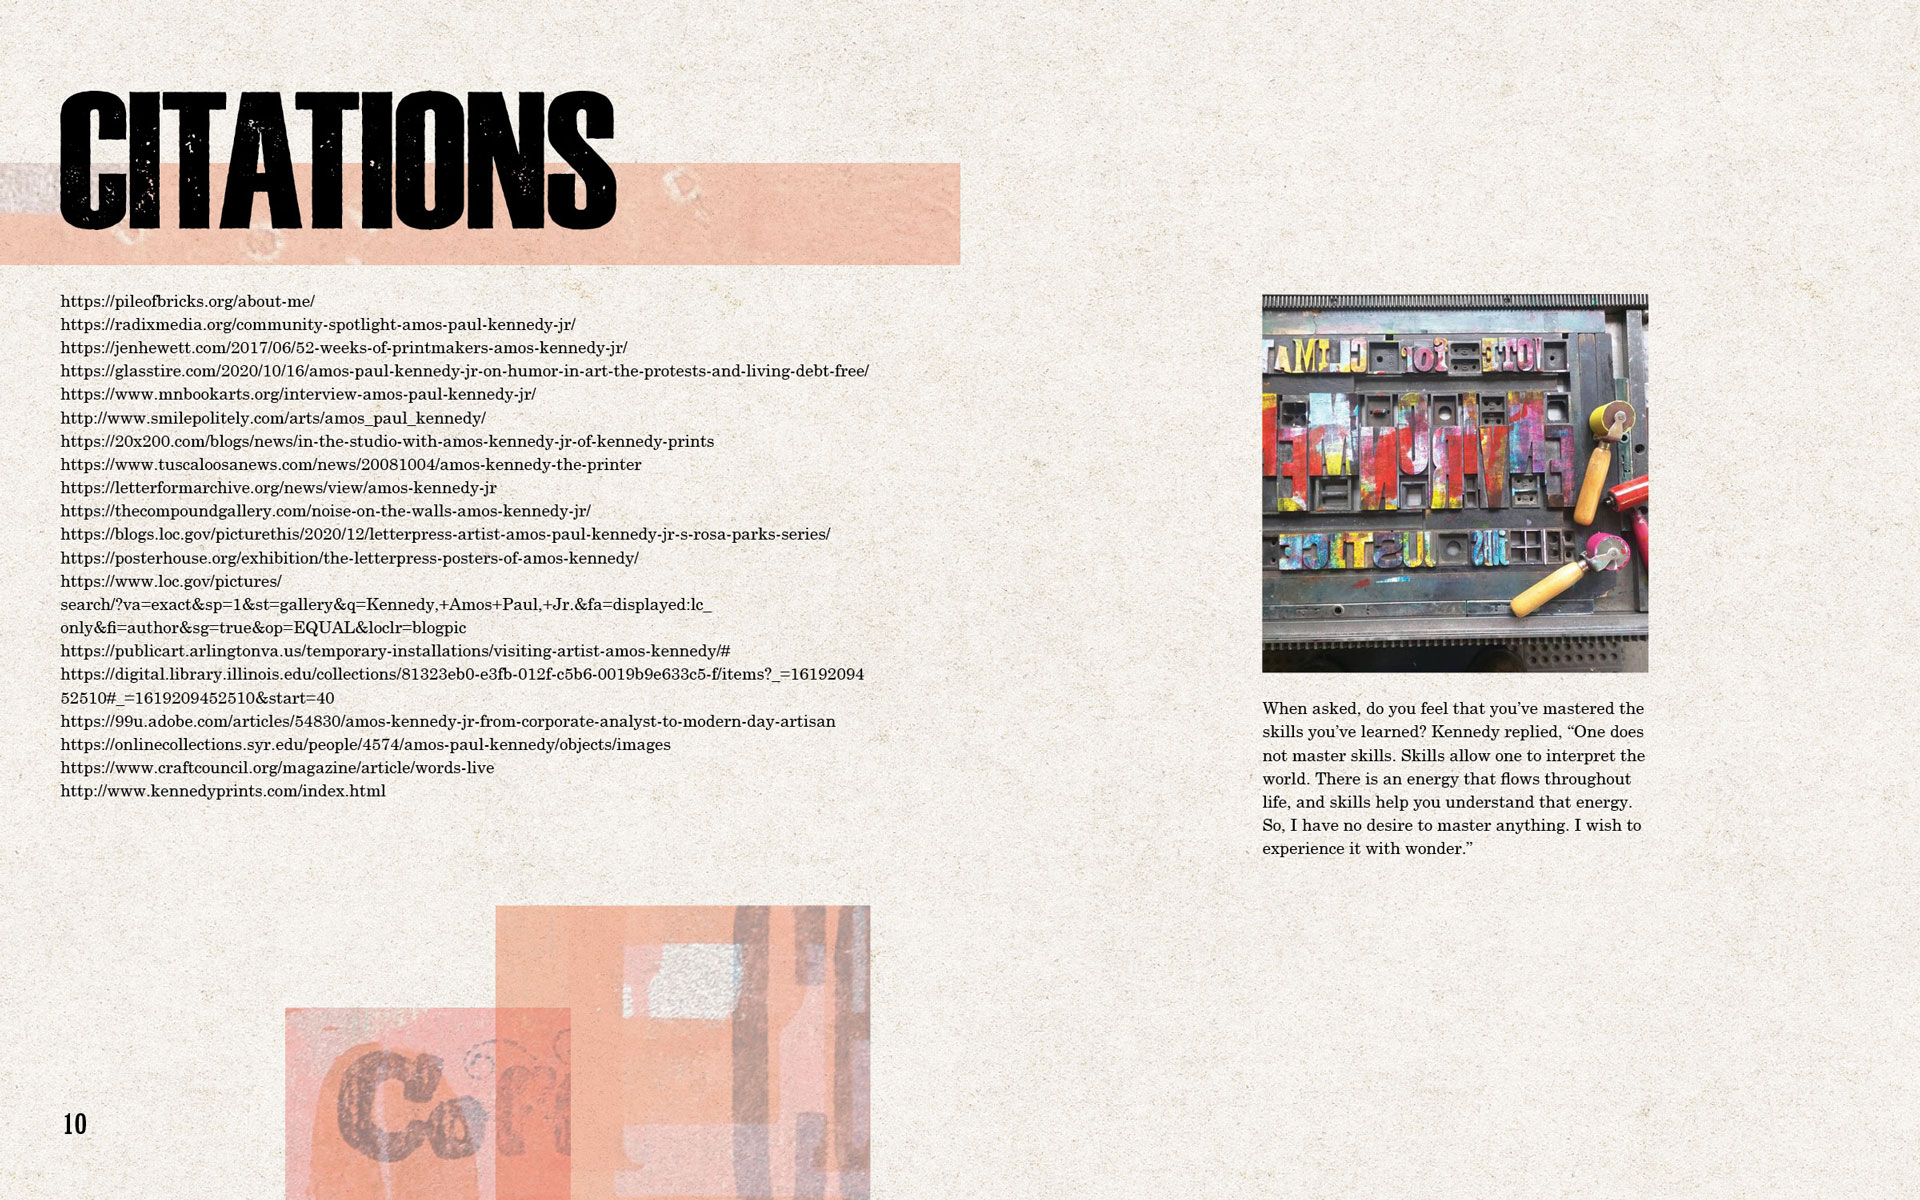 CITATIONS
https://pileofbricks.org/about-me/
https://radixmedia.org/community-spotlight-amos-paul-kennedy-jr/
https://jenhewett.com/2017/06/52-weeks-of-printmakers-amos-kennedy-jr/
https://glasstire.com/2020/10/16/amos-paul-kennedy-jr-on-humor-in-art-the-protests-and-living-debt-free/
https://www.mnbookarts.org/interview-amos-paul-kennedy-jr/
http://www.smilepolitely.com/arts/amos_paul_kennedy/
https://20x200.com/blogs/news/in-the-studio-with-amos-kennedy-jr-of-kennedy-prints
https://www.tuscaloosanews.com/news/20081004/amos-kennedy-the-printer
https://letterformarchive.org/news/view/amos-kennedy-jr
https://thecompoundgallery.com/noise-on-the-walls-amos-kennedy-jr/
https://blogs.loc.gov/picturethis/2020/12/letterpress-artist-amos-paul-kennedy-jr-s-rosa-parks-series/
https://posterhouse.org/exhibition/the-letterpress-posters-of-amos-kennedy/
https://www.loc.gov/pictures/
search/?va=exact&sp=1&st=gallery&q=Kennedy,+Amos+Paul,+Jr.&fa=displayed:lc_
only&fi=author&sg=true&op=EQUAL&loclr=blogpic
https://publicart.arlingtonva.us/temporary-installations/visiting-artist-amos-kennedy/#
https://digital.library.illinois.edu/collections/81323eb0-e3fb-012f-c5b6-0019b9e633c5-f/items?_=16192094
52510#_=1619209452510&start=40
https://99u.adobe.com/articles/54830/amos-kennedy-jr-from-corporate-analyst-to-modern-day-artisan
https://onlinecollections.syr.edu/people/4574/amos-paul-kennedy/objects/images
https://www.craftcouncil.org/magazine/article/words-live
http://www.kennedyprints.com/index.html
10
VOTE for CLIMAT
JUSTICE
When asked, do you feel that you've mastered the
skills you've learned? Kennedy replied, “One does
not master skills. Skills allow one to interpret the
world. There is an energy that flows throughout
life, and skills help you understand that energy.
So, I have no desire to master anything. I wish to
experience it with wonder.”